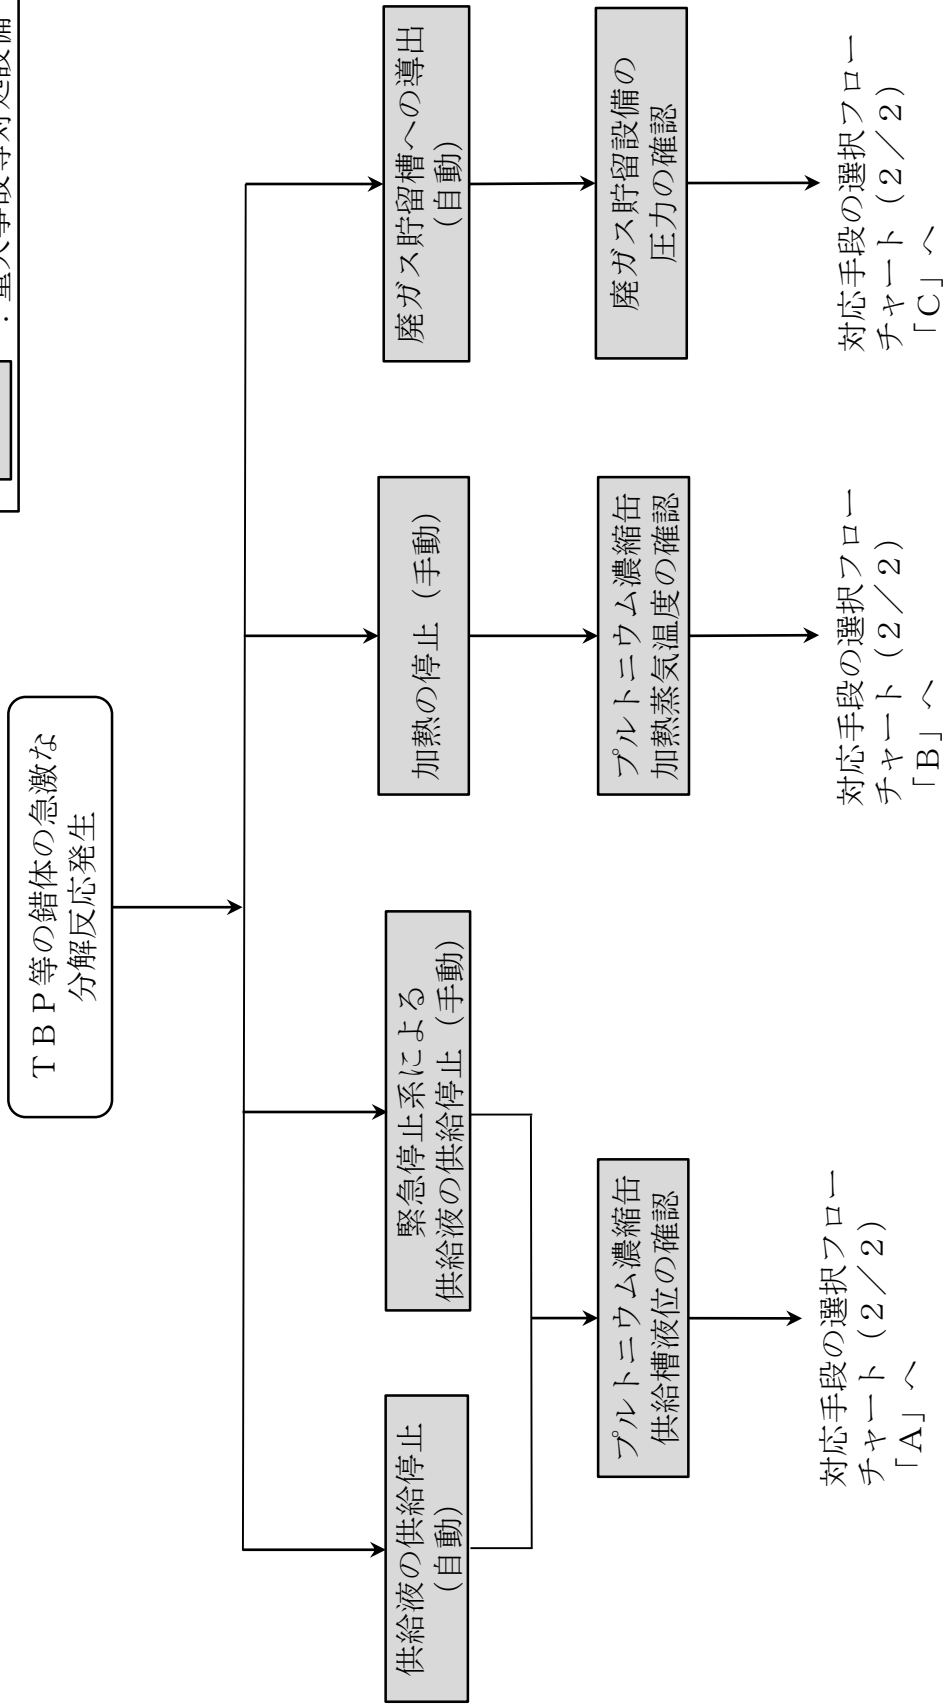 ：重大事故等対処設備
ＴＢＰ等の錯体の急激な
分解反応発生
供給液の供給停止
（自動）
緊急停止系による
供給液の供給停止（手動）
加熱の停止（手動）
廃ガス貯留槽への導出
（自動）
プルトニウム濃縮缶
供給槽液位の確認
プルトニウム濃縮缶
加熱蒸気温度の確認
廃ガス貯留設備の
圧力の確認
対応手段の選択フロー
チャート（２／２）
「A」へ
対応手段の選択フロー
チャート（２／２）
「B」へ
対応手段の選択フロー
チャート（２／２）
「C」へ